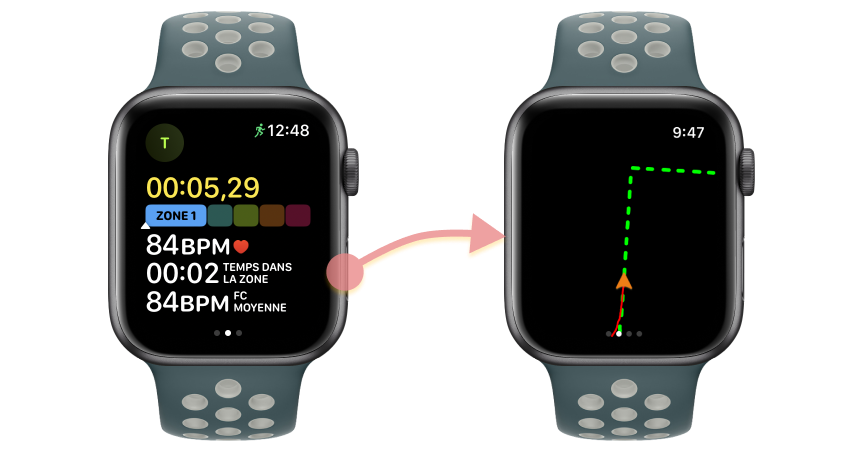 T
12:48
00:05,29
ZONE 1
84BPM
00:02 TEMPS DANS
LA ZONE
84BPM FC
MOYENNE
9:47